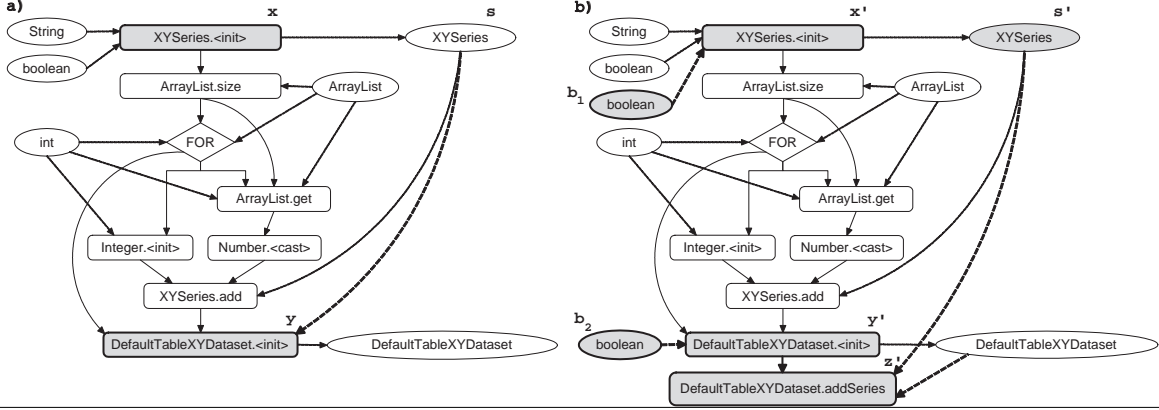 a)
x
s
String
XYSeries.<init>
XYSeries
boolean
ArrayList.size
ArrayList
int
FOR
ArrayList.get
Integer.<init>
Number.<cast>
XYSeries.add
y
DefaultTableXYDataset.<init>
DefaultTableXYDataset
b)
x'
s'
String
XYSeries.<init>
XYSeries
boolean
b1
boolean
ArrayList.size
ArrayList
int
FOR
ArrayList.get
Integer.<init>
Number.<cast>
XYSeries.add
b2
y'
boolean
DefaultTableXYDataset.<init>
DefaultTableXYDataset
z'
DefaultTableXYDataset.addSeries